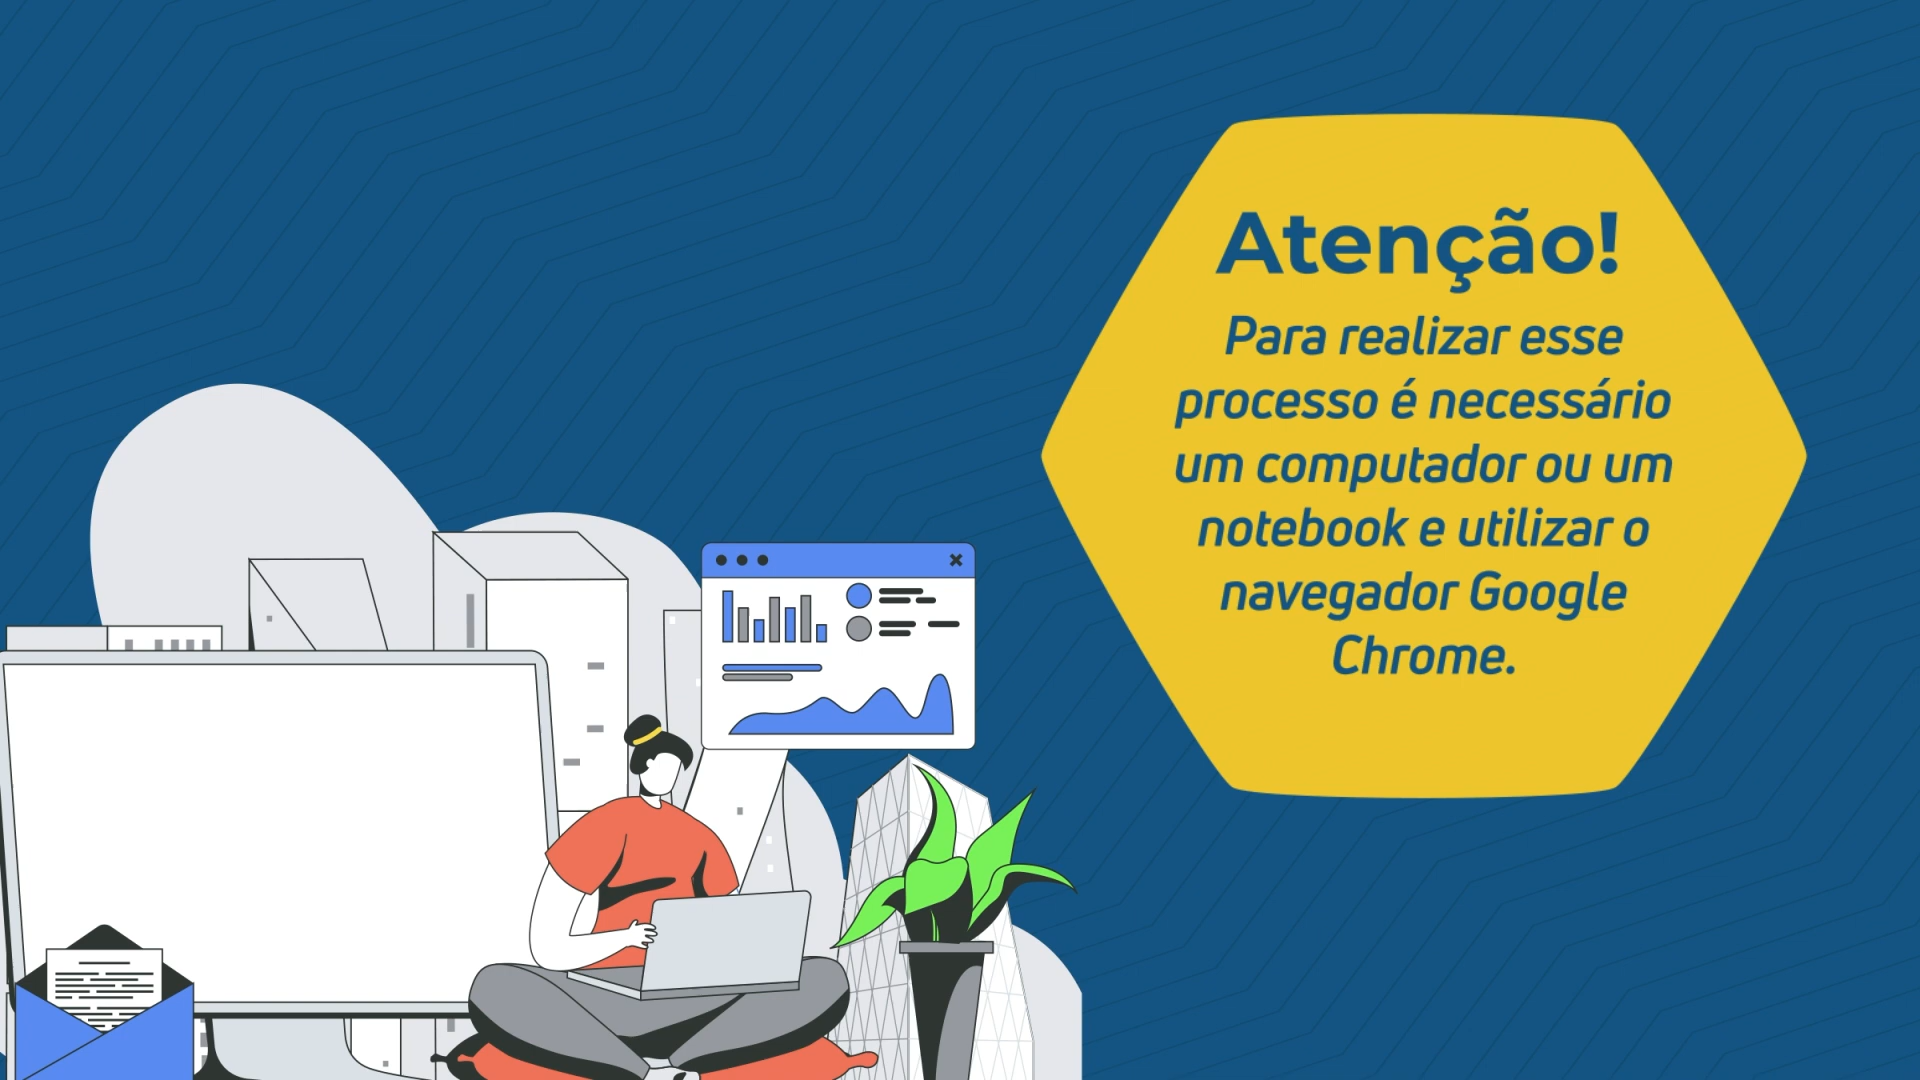 Atenção!
Para realizar esse
processo é necessário
um computador ou um
notebook e utilizar o
navegador Google
Chrome.